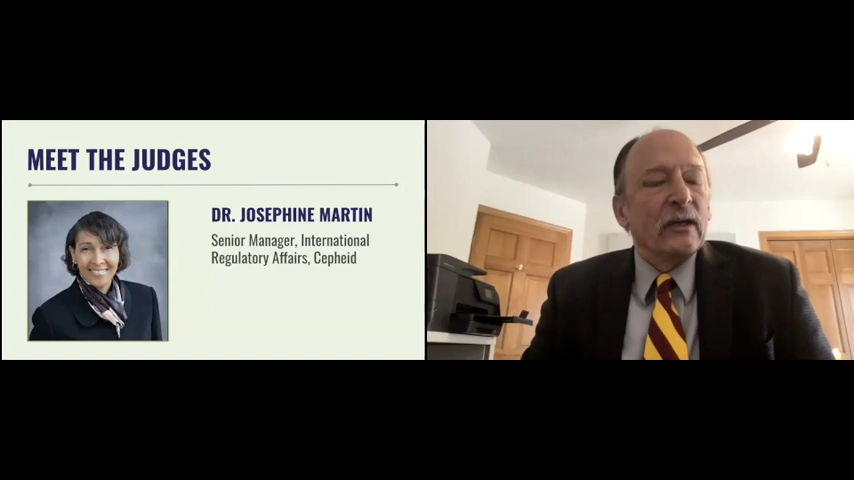 MEET THE JUDGES
DR. JOSEPHINE MARTIN
Senior Manager, International
Regulatory Affairs, Cepheid